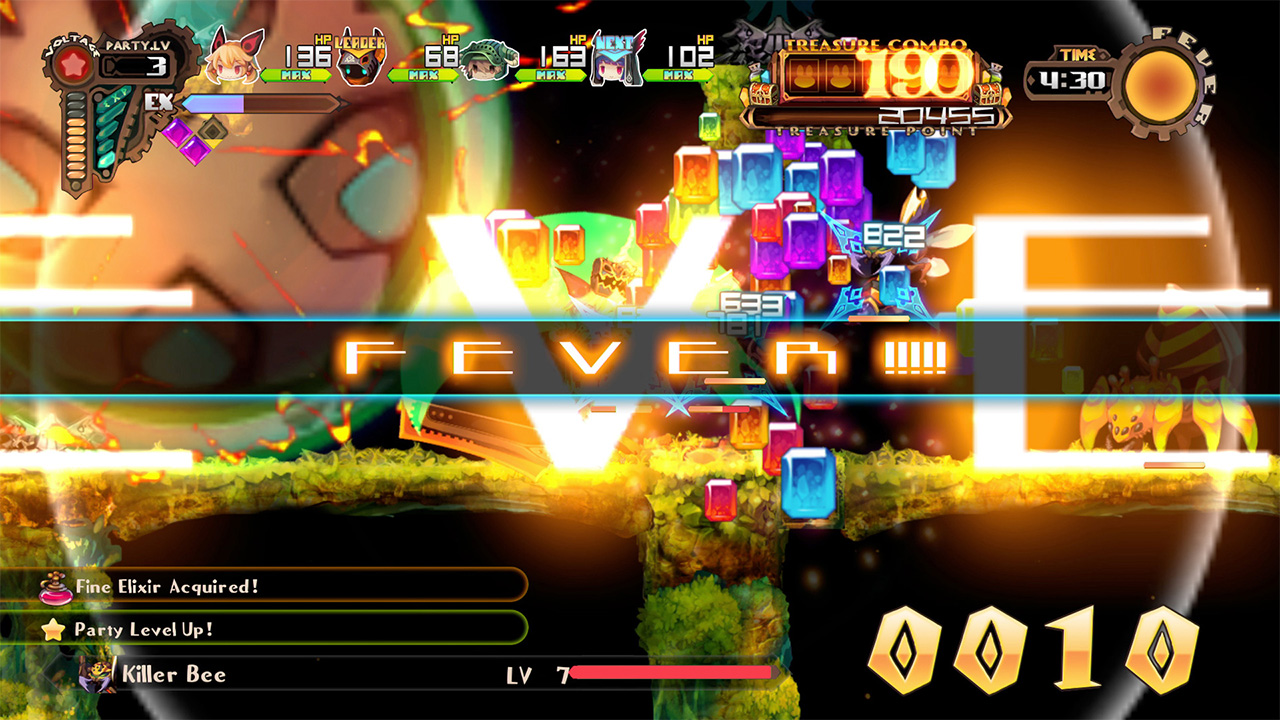 VOLTAGE
PARTY.LV
3
HP
136
MAX
LEADER
HP
68
MAX
HP
163
MAX
NEXT
HP
102
MAX
EX
TREASURE COMBO
190
20455
TREASURE POINT
TIME
4:30
FEVER
822
633
781
E V E
FEVER!!!!!
Fine Elixir Acquired!
Party Level Up!
Killer Bee LV 7
0010